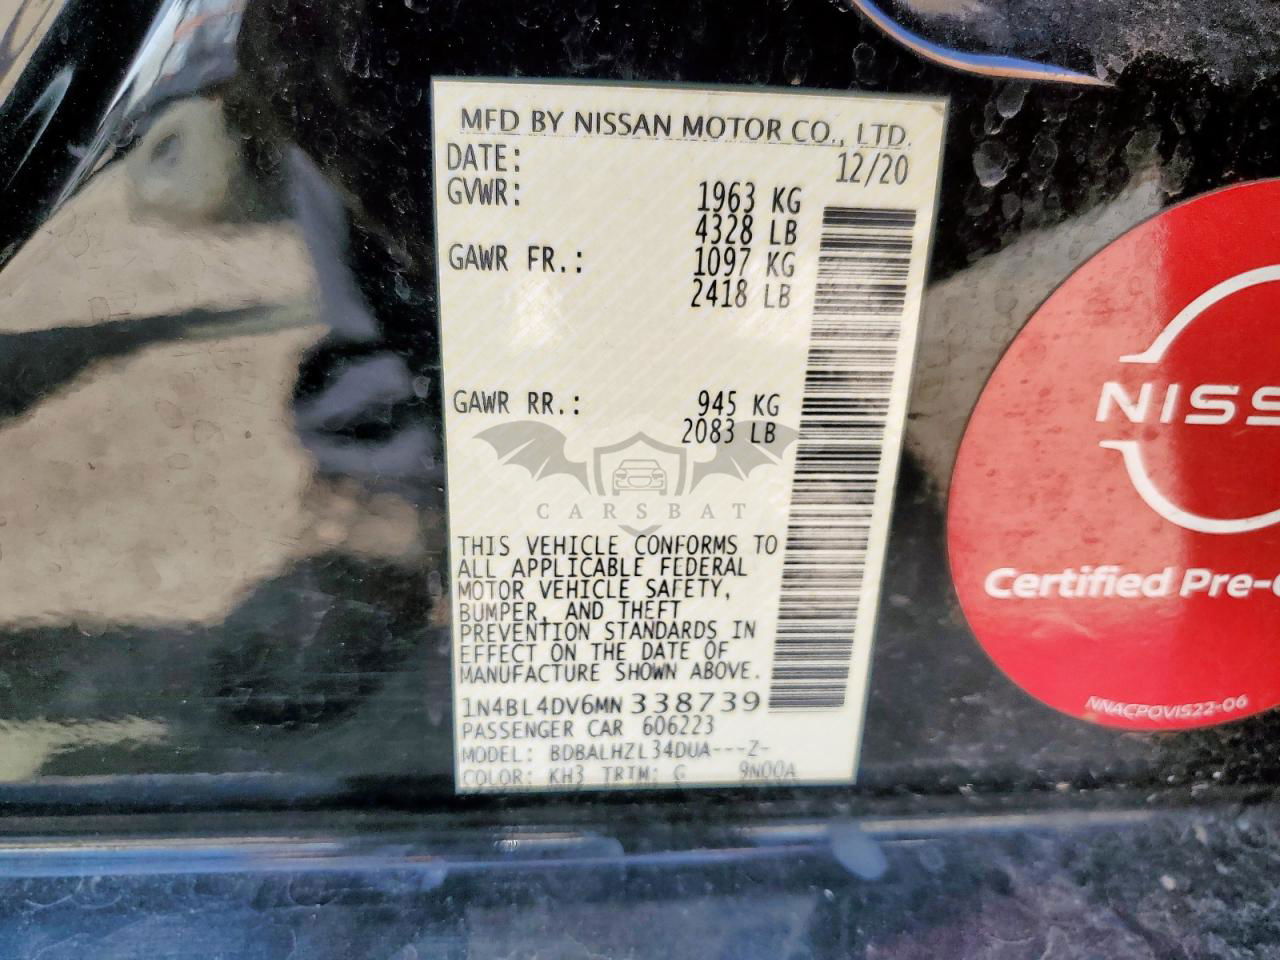 MFD BY NISSAN MOTOR CO., LTD.
DATE: 12/20
GVWR: 1963 KG
4328 LB
GAWR FR.: 1097 KG
2418 LB
GAWR RR.: 945 KG
2083 LB
CARSBAT
THIS VEHICLE CONFORMS TO
ALL APPLICABLE FEDERAL
MOTOR VEHICLE SAFETY,
BUMPER, AND THEFT
PREVENTION STANDARDS IN
EFFECT ON THE DATE OF
MANUFACTURE SHOWN ABOVE.
1N4BL4DV6MN338739
PASSENGER CAR 606223
MODEL: BDBALHZL34DUA---Z-
COLOR: KH3 TRIM: G 9N00A
NISS
Certified Pre-
NNACPOVIS22-06